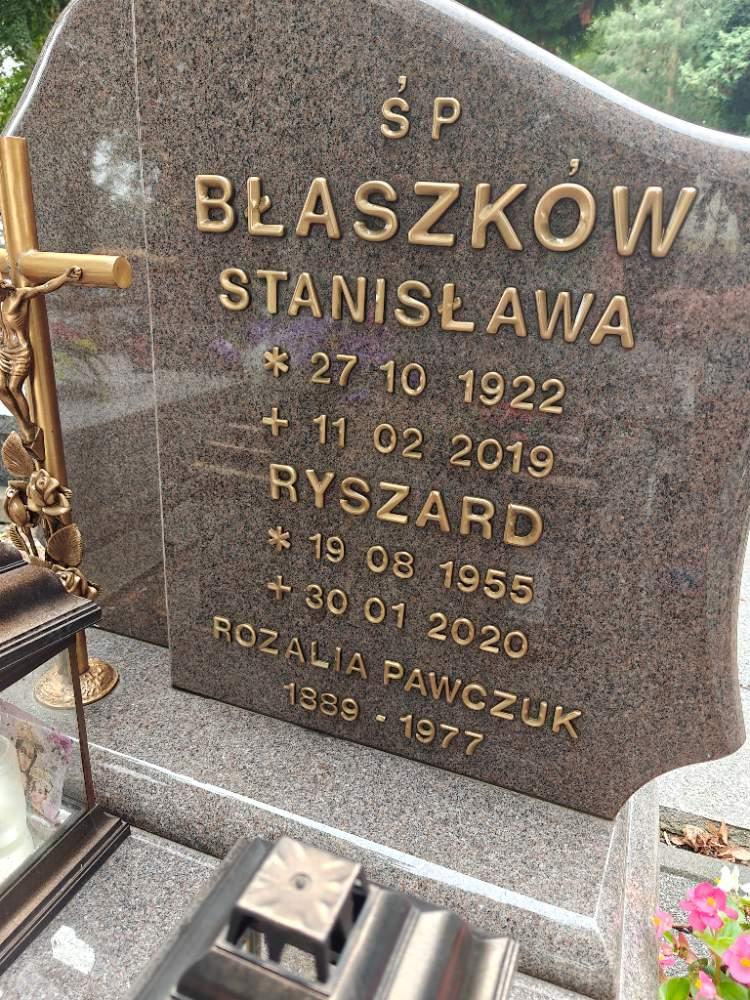 ŚP
BŁASZKÓW
STANISŁAWA
* 27 10 1922
+ 11 02 2019
RYSZARD
* 19 08 1955
+ 30 01 2020
ROZALIA PAWCZUK
1889 - 1977